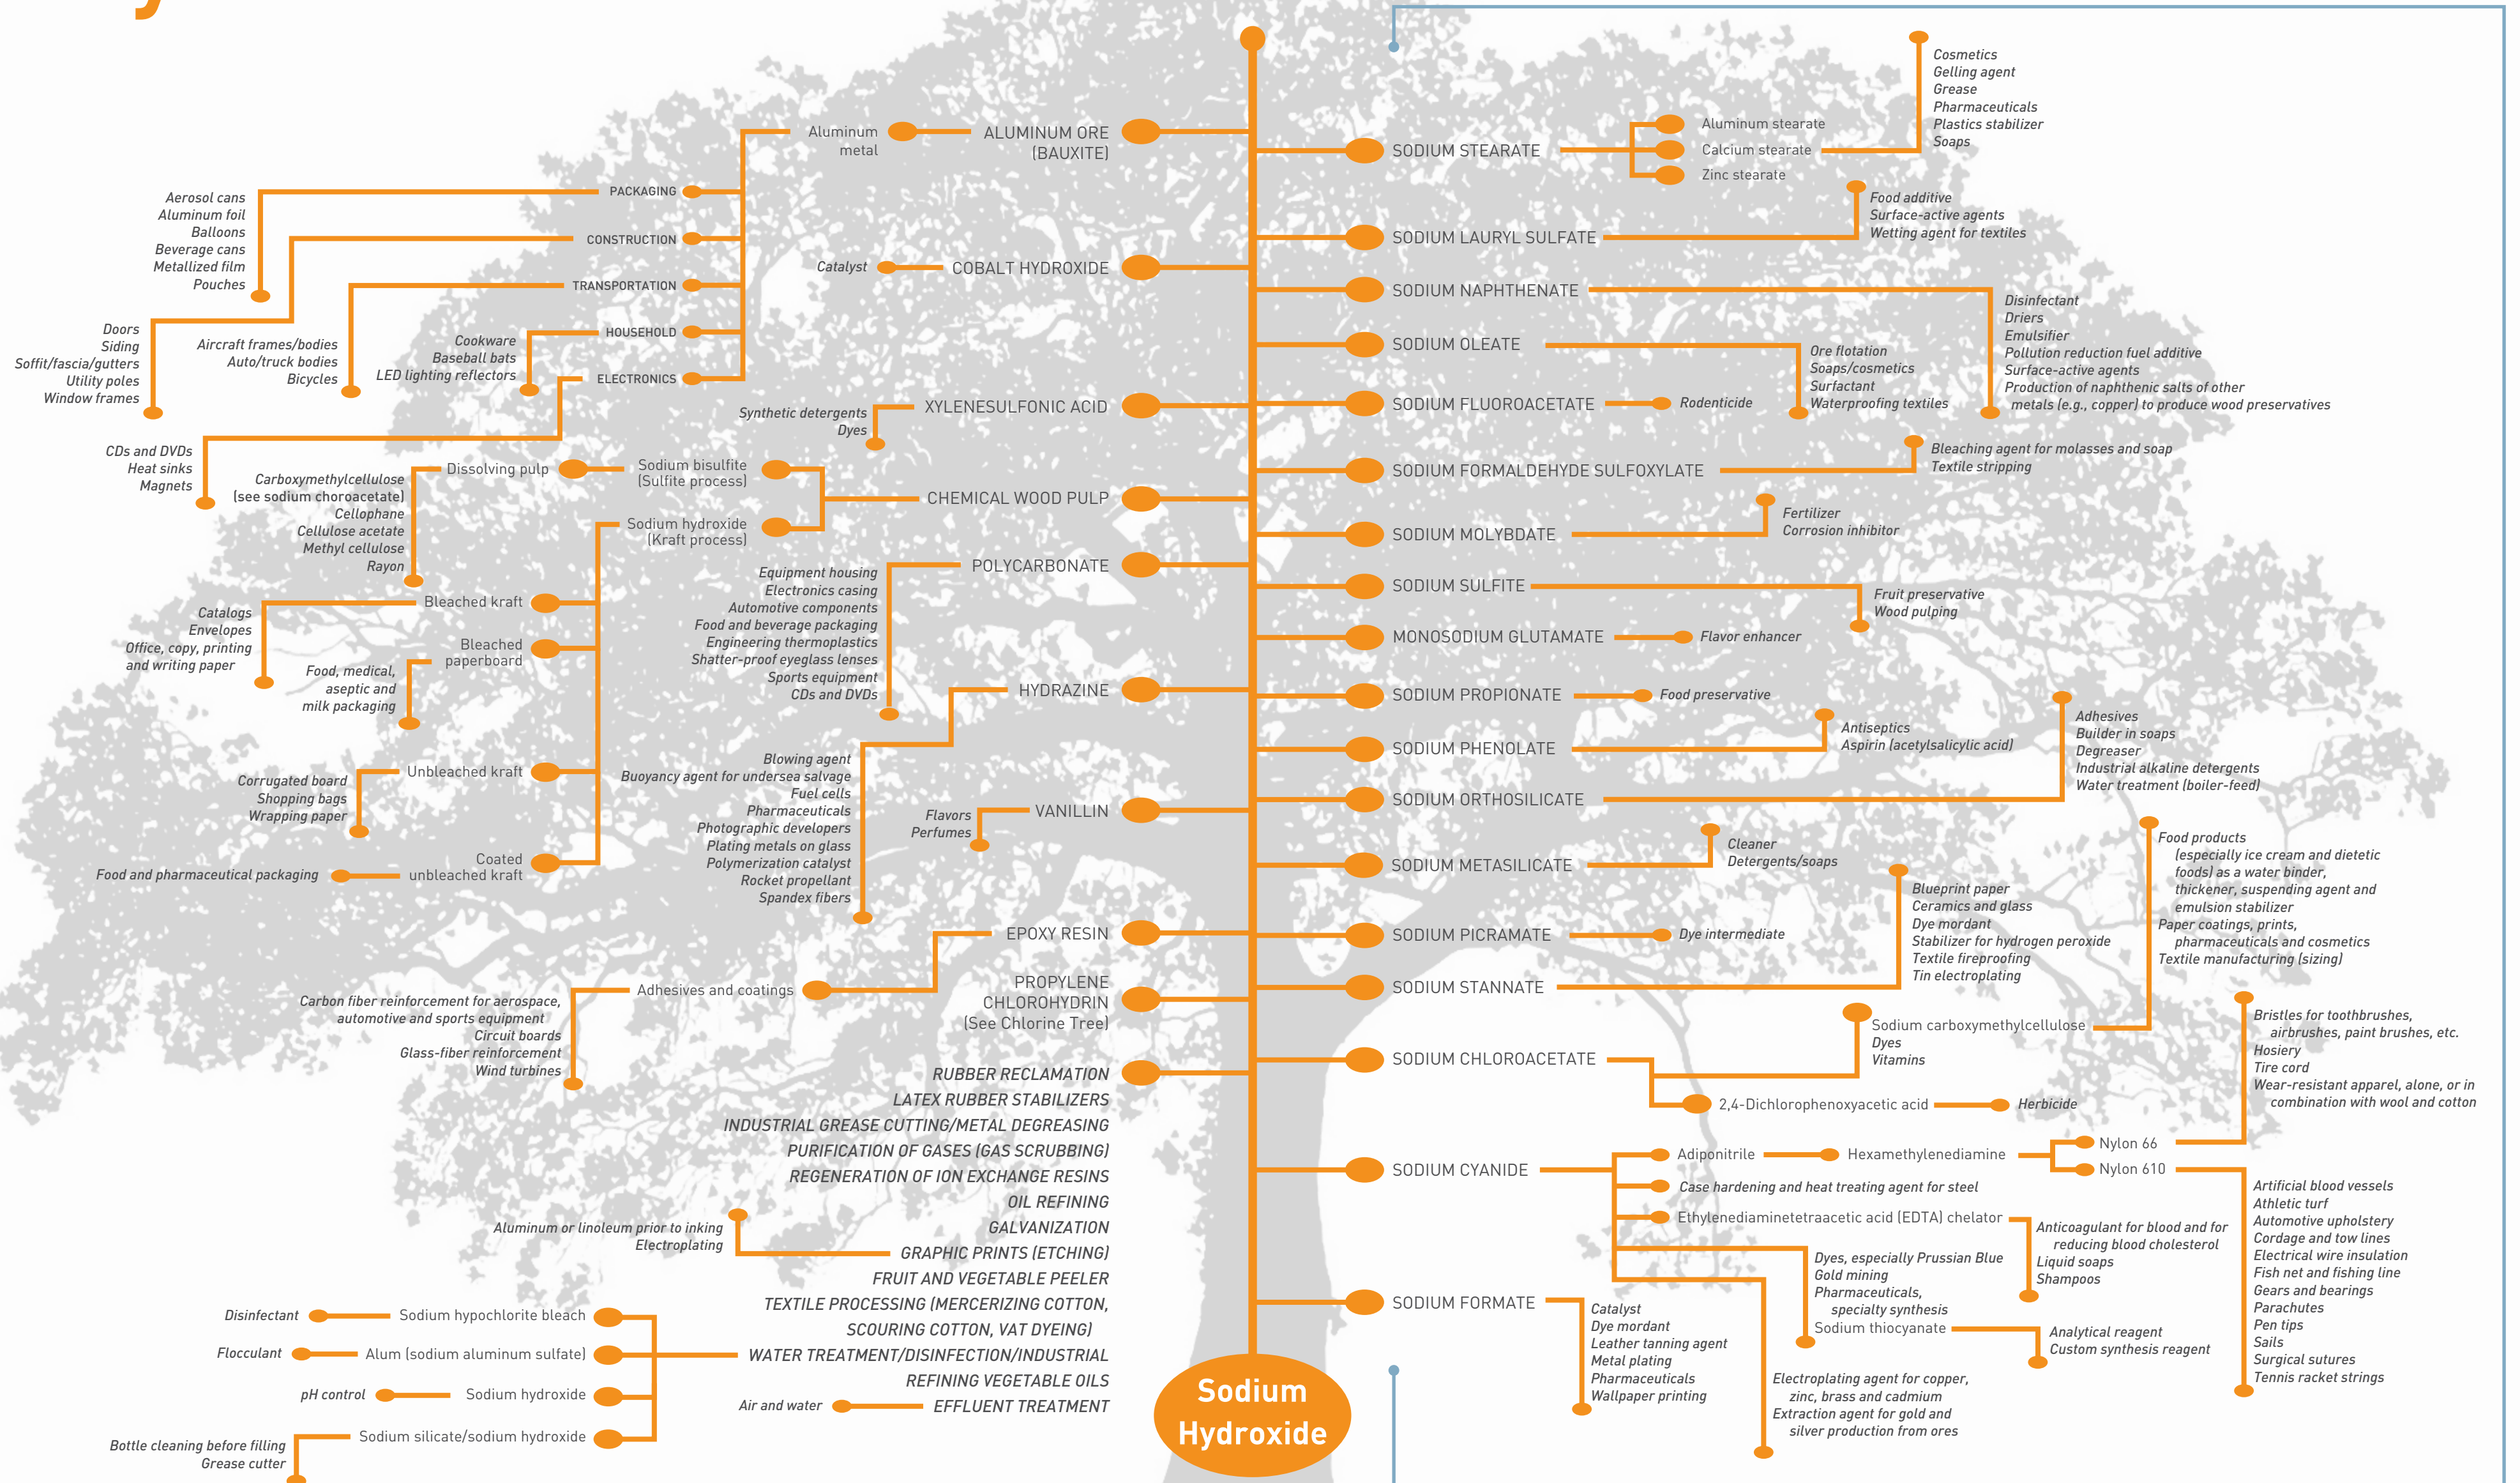 Aluminum
metal
ALUMINUM ORE
(BAUXITE)
PACKAGING
Aerosol cans
Aluminum foil
Balloons
Beverage cans
Metallized film
Pouches
CONSTRUCTION
Doors
Siding
Soffit/fascia/gutters
Utility poles
Window frames
TRANSPORTATION
Aircraft frames/bodies
Auto/truck bodies
Bicycles
HOUSEHOLD
Cookware
Baseball bats
LED lighting reflectors
ELECTRONICS
CDs and DVDs
Heat sinks
Magnets
Catalyst
COBALT HYDROXIDE
Synthetic detergents
Dyes
XYLENESULFONIC ACID
CHEMICAL WOOD PULP
Sodium bisulfite
(Sulfite process)
Dissolving pulp
Carboxymethylcellulose
(see sodium choroacetate)
Cellophane
Cellulose acetate
Methyl cellulose
Rayon
Sodium hydroxide
(Kraft process)
Bleached kraft
Catalogs
Envelopes
Office, copy, printing
and writing paper
Bleached
paperboard
Food, medical,
aseptic and
milk packaging
Unbleached kraft
Corrugated board
Shopping bags
Wrapping paper
Coated
unbleached kraft
Food and pharmaceutical packaging
POLYCARBONATE
Equipment housing
Electronics casing
Automotive components
Food and beverage packaging
Engineering thermoplastics
Shatter-proof eyeglass lenses
Sports equipment
CDs and DVDs
HYDRAZINE
Blowing agent
Buoyancy agent for undersea salvage
Fuel cells
Pharmaceuticals
Photographic developers
Plating metals on glass
Polymerization catalyst
Rocket propellant
Spandex fibers
VANILLIN
Flavors
Perfumes
EPOXY RESIN
Adhesives and coatings
Carbon fiber reinforcement for aerospace,
automotive and sports equipment
Circuit boards
Glass-fiber reinforcement
Wind turbines
PROPYLENE
CHLOROHYDRIN
(See Chlorine Tree)
RUBBER RECLAMATION
LATEX RUBBER STABILIZERS
INDUSTRIAL GREASE CUTTING/METAL DEGREASING
PURIFICATION OF GASES (GAS SCRUBBING)
REGENERATION OF ION EXCHANGE RESINS
OIL REFINING
GALVANIZATION
GRAPHIC PRINTS (ETCHING)
Aluminum or linoleum prior to inking
Electroplating
FRUIT AND VEGETABLE PEELER
TEXTILE PROCESSING (MERCERIZING COTTON,
SCOURING COTTON, VAT DYEING)
WATER TREATMENT/DISINFECTION/INDUSTRIAL
Sodium hypochlorite bleach
Disinfectant
Alum (sodium aluminum sulfate)
Flocculant
Sodium hydroxide
pH control
Sodium silicate/sodium hydroxide
Bottle cleaning before filling
Grease cutter
REFINING VEGETABLE OILS
EFFLUENT TREATMENT
Air and water
Sodium
Hydroxide
SODIUM STEARATE
Aluminum stearate
Calcium stearate
Zinc stearate
Cosmetics
Gelling agent
Grease
Pharmaceuticals
Plastics stabilizer
Soaps
SODIUM LAURYL SULFATE
Food additive
Surface-active agents
Wetting agent for textiles
SODIUM NAPHTHENATE
Disinfectant
Driers
Emulsifier
Pollution reduction fuel additive
Surface-active agents
Production of naphthenic salts of other
metals (e.g., copper) to produce wood preservatives
SODIUM OLEATE
Ore flotation
Soaps/cosmetics
Surfactant
Waterproofing textiles
SODIUM FLUOROACETATE
Rodenticide
SODIUM FORMALDEHYDE SULFOXYLATE
Bleaching agent for molasses and soap
Textile stripping
SODIUM MOLYBDATE
Fertilizer
Corrosion inhibitor
SODIUM SULFITE
Fruit preservative
Wood pulping
MONOSODIUM GLUTAMATE
Flavor enhancer
SODIUM PROPIONATE
Food preservative
SODIUM PHENOLATE
Antiseptics
Aspirin (acetylsalicylic acid)
SODIUM ORTHOSILICATE
Adhesives
Builder in soaps
Degreaser
Industrial alkaline detergents
Water treatment (boiler-feed)
SODIUM METASILICATE
Cleaner
Detergents/soaps
SODIUM PICRAMATE
Dye intermediate
SODIUM STANNATE
Blueprint paper
Ceramics and glass
Dye mordant
Stabilizer for hydrogen peroxide
Textile fireproofing
Tin electroplating
SODIUM CHLOROACETATE
Sodium carboxymethylcellulose
Dyes
Vitamins
Food products
(especially ice cream and dietetic
foods) as a water binder,
thickener, suspending agent and
emulsion stabilizer
Paper coatings, prints,
pharmaceuticals and cosmetics
Textile manufacturing (sizing)
2,4-Dichlorophenoxyacetic acid
Herbicide
SODIUM CYANIDE
Adiponitrile
Hexamethylenediamine
Nylon 66
Bristles for toothbrushes,
airbrushes, paint brushes, etc.
Hosiery
Tire cord
Wear-resistant apparel, alone, or in
combination with wool and cotton
Nylon 610
Artificial blood vessels
Athletic turf
Automotive upholstery
Cordage and tow lines
Electrical wire insulation
Fish net and fishing line
Gears and bearings
Parachutes
Pen tips
Sails
Surgical sutures
Tennis racket strings
Case hardening and heat treating agent for steel
Ethylenediaminetetraacetic acid (EDTA) chelator
Anticoagulant for blood and for
reducing blood cholesterol
Liquid soaps
Shampoos
Dyes, especially Prussian Blue
Gold mining
Pharmaceuticals,
specialty synthesis
Sodium thiocyanate
Analytical reagent
Custom synthesis reagent
Electroplating agent for copper,
zinc, brass and cadmium
Extraction agent for gold and
silver production from ores
SODIUM FORMATE
Catalyst
Dye mordant
Leather tanning agent
Metal plating
Pharmaceuticals
Wallpaper printing